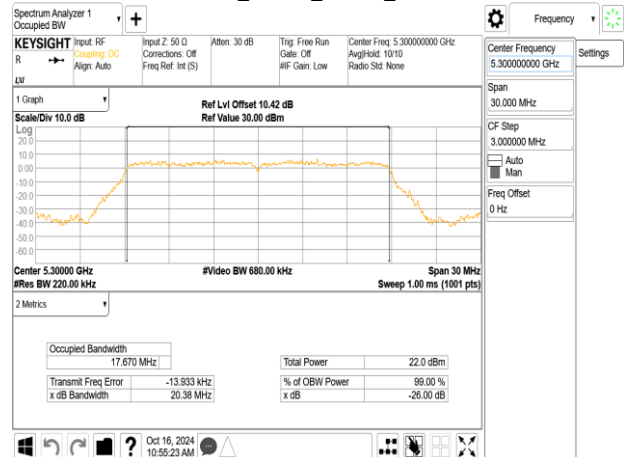 Spectrum Analyzer 1
Occupied BW
Frequency
KEYSIGHT
R
Input: RF
Coupling: DC
Align: Auto
Input Z: 50 Ω
Corrections: Off
Freq Ref: Int (S)
Atten: 30 dB
Trig: Free Run
Gate: Off
#IF Gain: Low
Center Freq: 5.300000000 GHz
Avg|Hold: 10/10
Radio Std: None
Center Frequency
5.300000000 GHz
Settings
Span
30.000 MHz
CF Step
3.000000 MHz
Auto
Man
Freq Offset
0 Hz
1 Graph
Scale/Div 10.0 dB
Ref Lvl Offset 10.42 dB
Ref Value 30.00 dBm
Log
20.0
10.0
0.00
-10.0
-20.0
-30.0
-40.0
-50.0
-60.0
Center 5.30000 GHz
#Res BW 220.00 kHz
#Video BW 680.00 kHz
Span 30 MHz
Sweep 1.00 ms (1001 pts)
2 Metrics
Occupied Bandwidth
17.670 MHz
Total Power 22.0 dBm
Transmit Freq Error -13.933 kHz
% of OBW Power 99.00 %
x dB Bandwidth 20.38 MHz
x dB -26.00 dB
?
Oct 16, 2024
10:55:23 AM